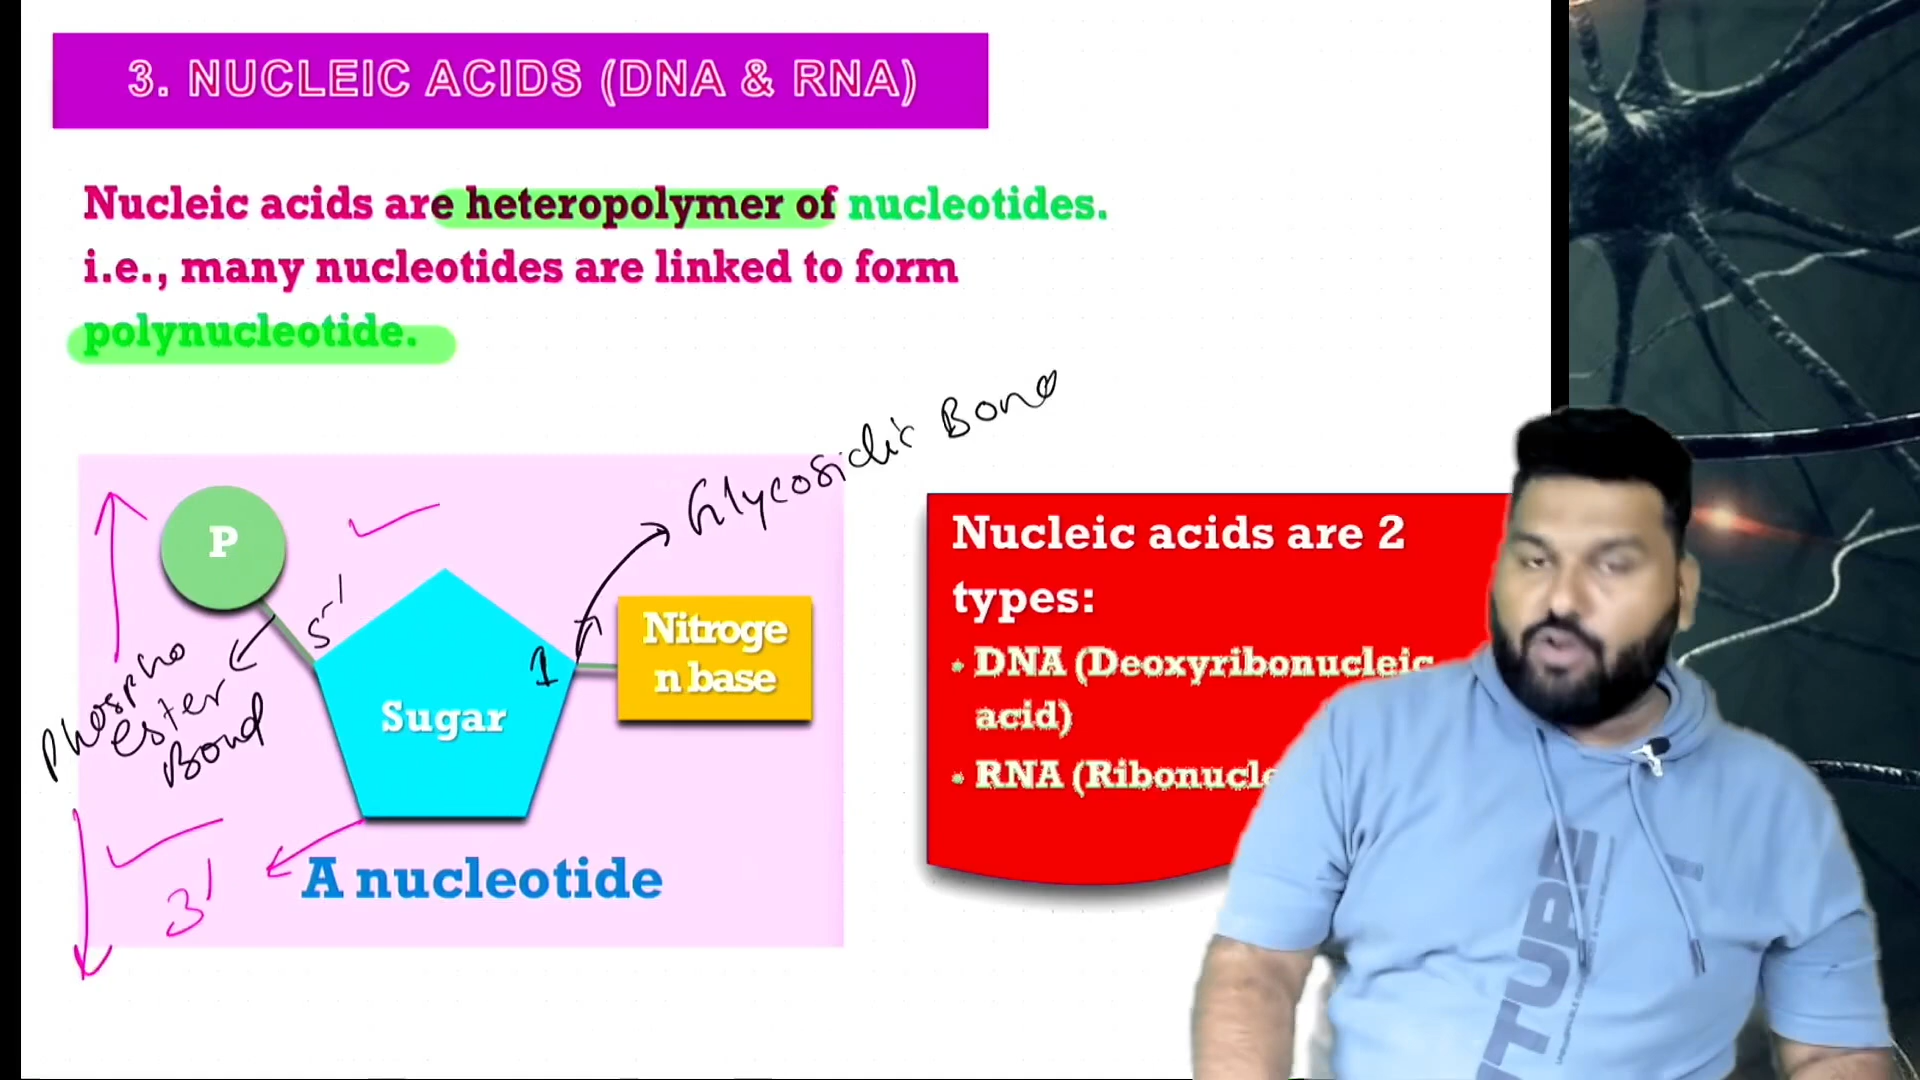 3. NUCLEIC ACIDS (DNA & RNA)
Nucleic acids are heteropolymer of nucleotides.
i.e., many nucleotides are linked to form
polynucleotide.
Glycosidic Bond
P
5'
Phospho
ester
Bond
1
Sugar
Nitroge
n base
3'
A nucleotide
Nucleic acids are 2
types:
• DNA (Deoxyribonucleic
acid)
• RNA (Ribonucle
TURE